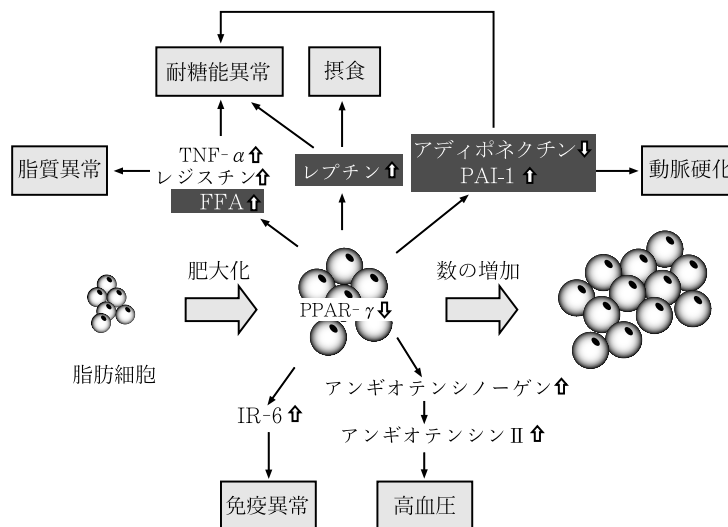 耐糖能異常
摂食
脂質異常
TNF-α⇧
レジスチン⇧
FFA⇧
レプチン⇧
アディポネクチン⇩
PAI-1⇧
動脈硬化
肥大化
数の増加
PPAR-γ⇩
脂肪細胞
アンギオテンシノーゲン⇧
IR-6⇧
アンギオテンシンⅡ⇧
免疫異常
高血圧